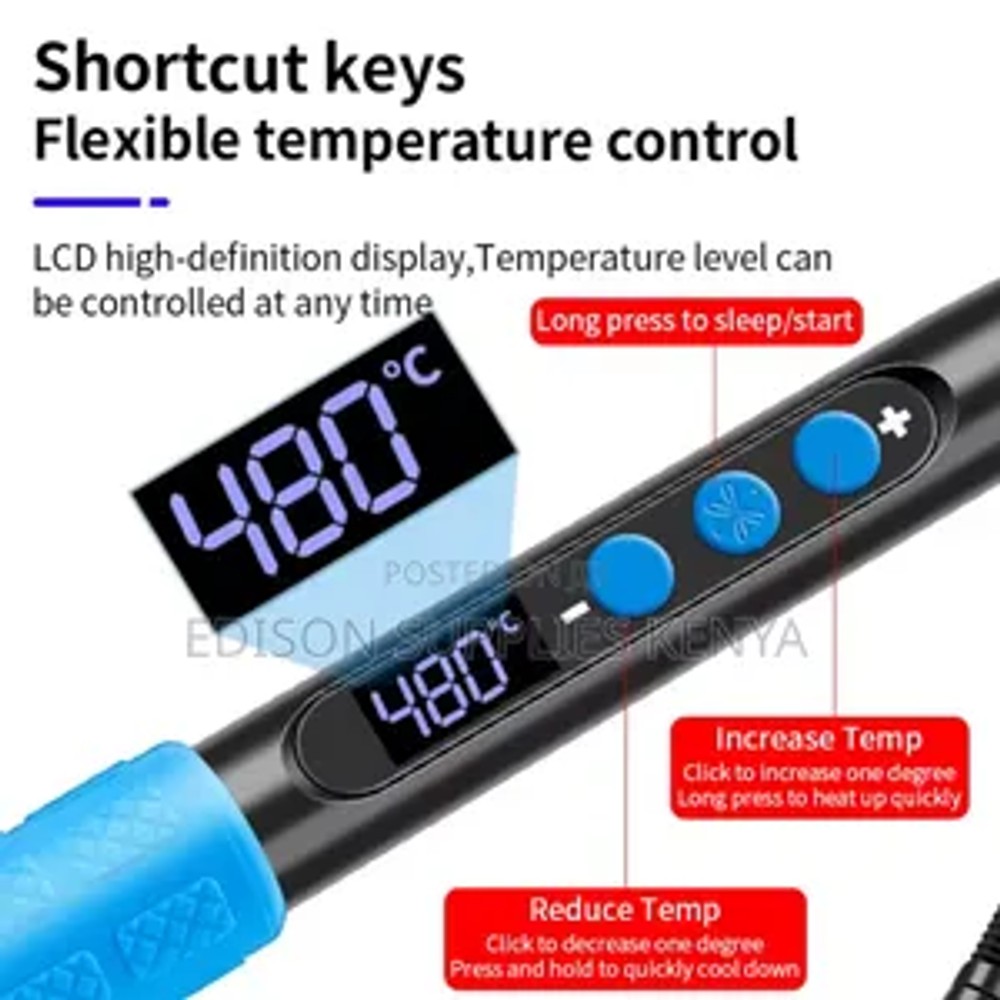 Shortcut keys
Flexible temperature control
LCD high-definition display,Temperature level can
be controlled at any time
Long press to sleep/start
480°C
+
-
POSTED ON
EDISON SUPPLIES KENYA
480°C
Increase Temp
Click to increase one degree
Long press to heat up quickly
Reduce Temp
Click to decrease one degree
Press and hold to quickly cool down